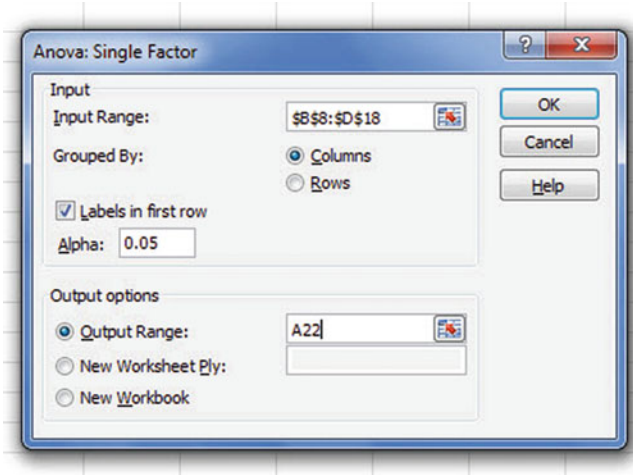 Anova: Single Factor
Input
Input Range: $B$8:$D$18
Grouped By: Columns
Rows
Labels in first row
Alpha: 0.05
OK
Cancel
Help
Output options
Output Range: A22
New Worksheet Ply:
New Workbook